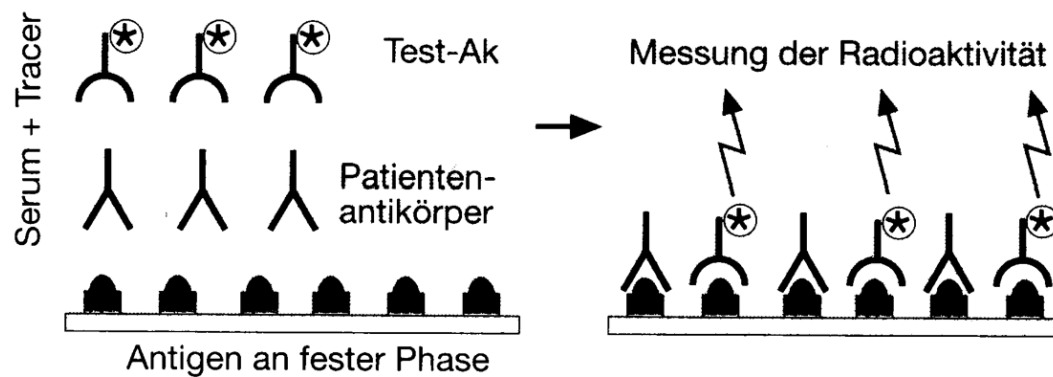 Serum + Tracer
Test-Ak
Patienten-
antikörper
Antigen an fester Phase
Messung der Radioaktivität